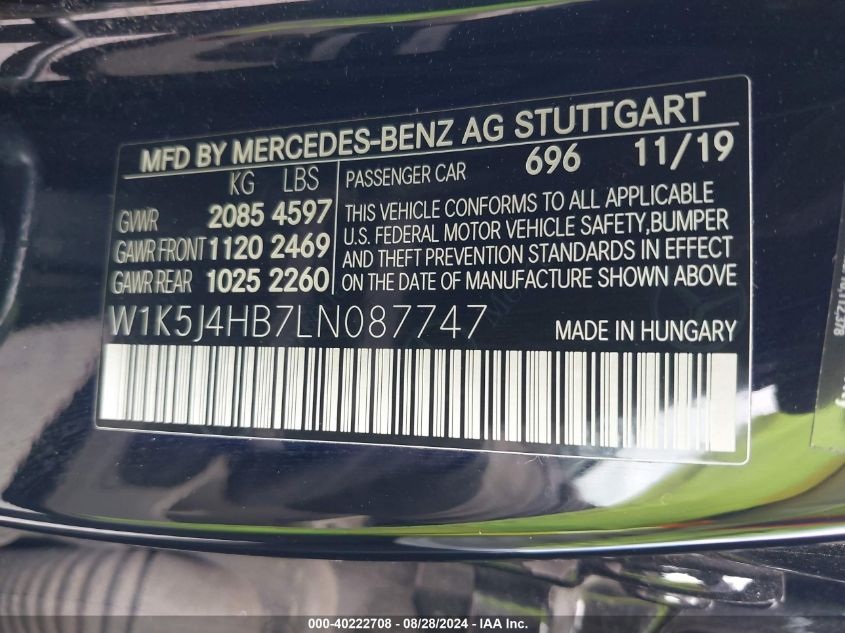 MFD BY MERCEDES-BENZ AG STUTTGART
KG LBS
GVWR 2085 4597
GAWR FRONT 1120 2469
GAWR REAR 1025 2260
PASSENGER CAR 696 11/19
THIS VEHICLE CONFORMS TO ALL APPLICABLE
U.S. FEDERAL MOTOR VEHICLE SAFETY, BUMPER
AND THEFT PREVENTION STANDARDS IN EFFECT
ON THE DATE OF MANUFACTURE SHOWN ABOVE
W1K5J4HB7LN087747 MADE IN HUNGARY
000-40222708 - 08/28/2024 - IAA Inc.